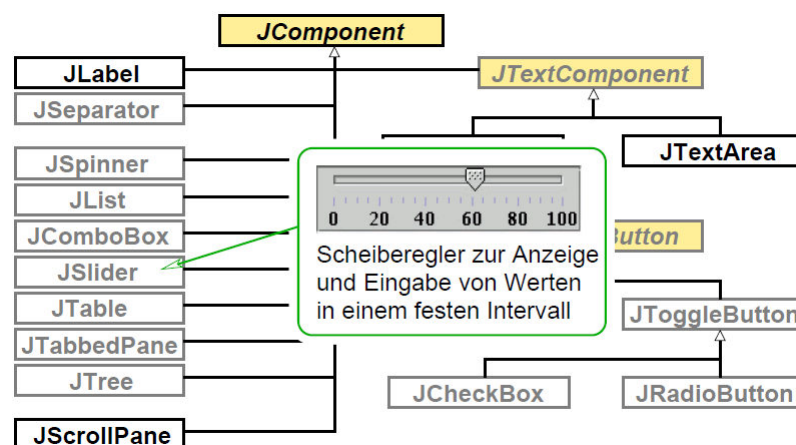 JComponent
JLabel
JTextComponent
JSeparator
JTextArea
JSpinner
JList
JComboBox
JSlider
JTable
JTabbedPane
JTree
JScrollPane
0 20 40 60 80 100
Scheiberegler zur Anzeige
und Eingabe von Werten
in einem festen Intervall
utton
JToggleButton
JCheckBox
JRadioButton